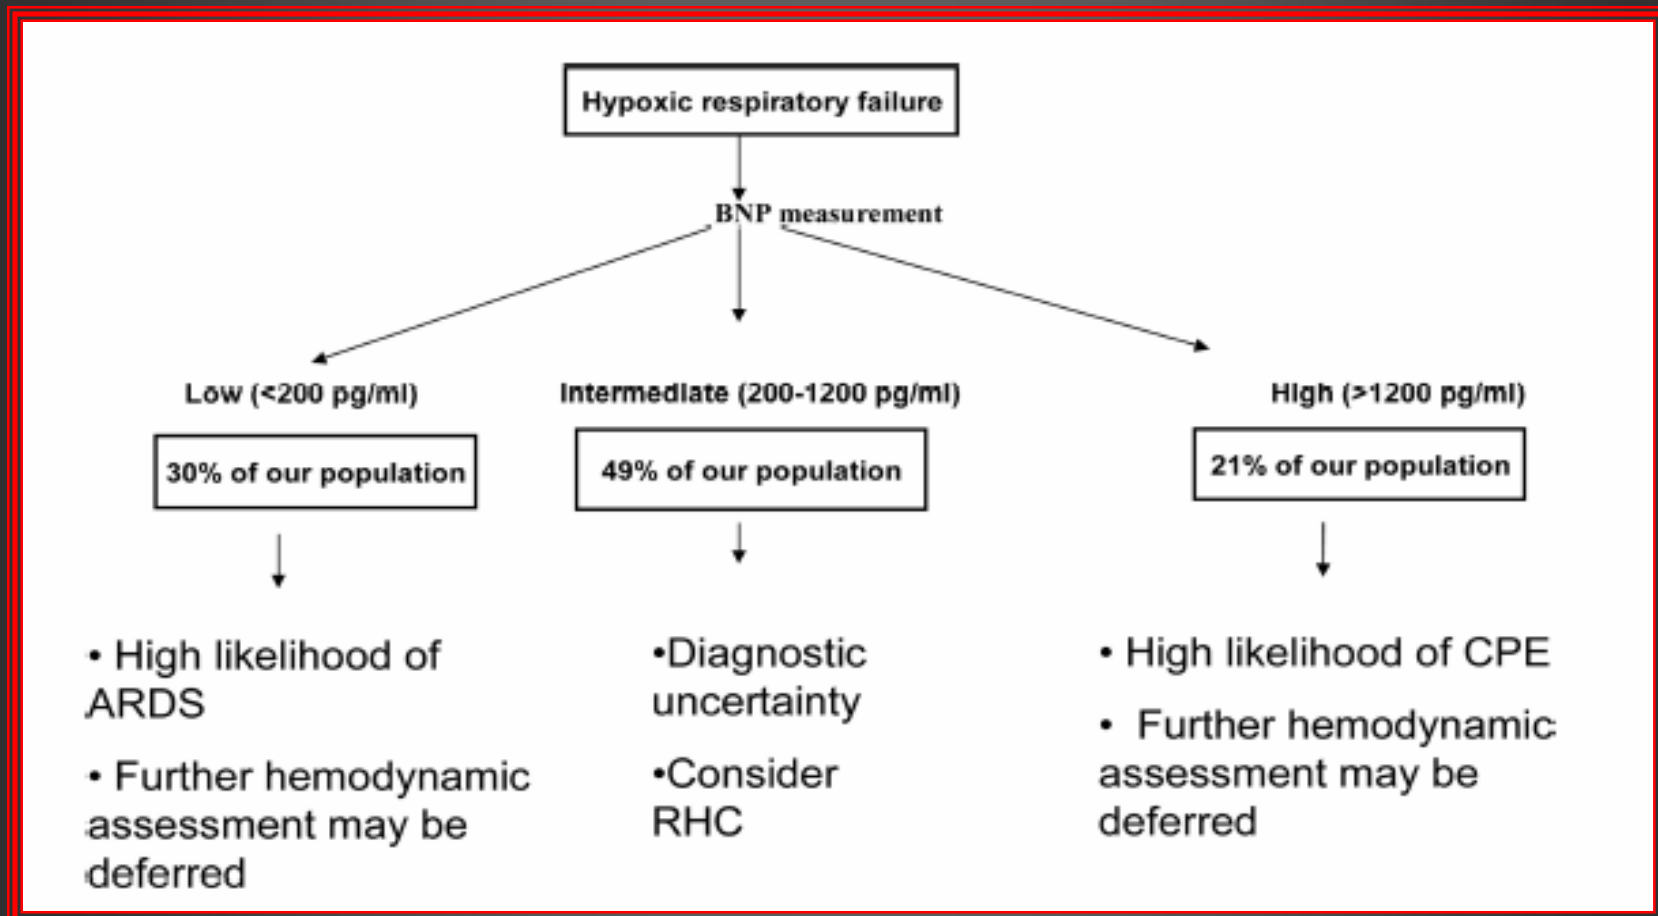 Hypoxic respiratory failure
BNP measurement
Low (<200 pg/ml)
Intermediate (200-1200 pg/ml)
High (>1200 pg/ml)
30% of our population
49% of our population
21% of our population
• High likelihood of
ARDS
• Further hemodynamic
assessment may be
deferred
•Diagnostic
uncertainty
•Consider
RHC
• High likelihood of CPE
• Further hemodynamic
assessment may be
deferred